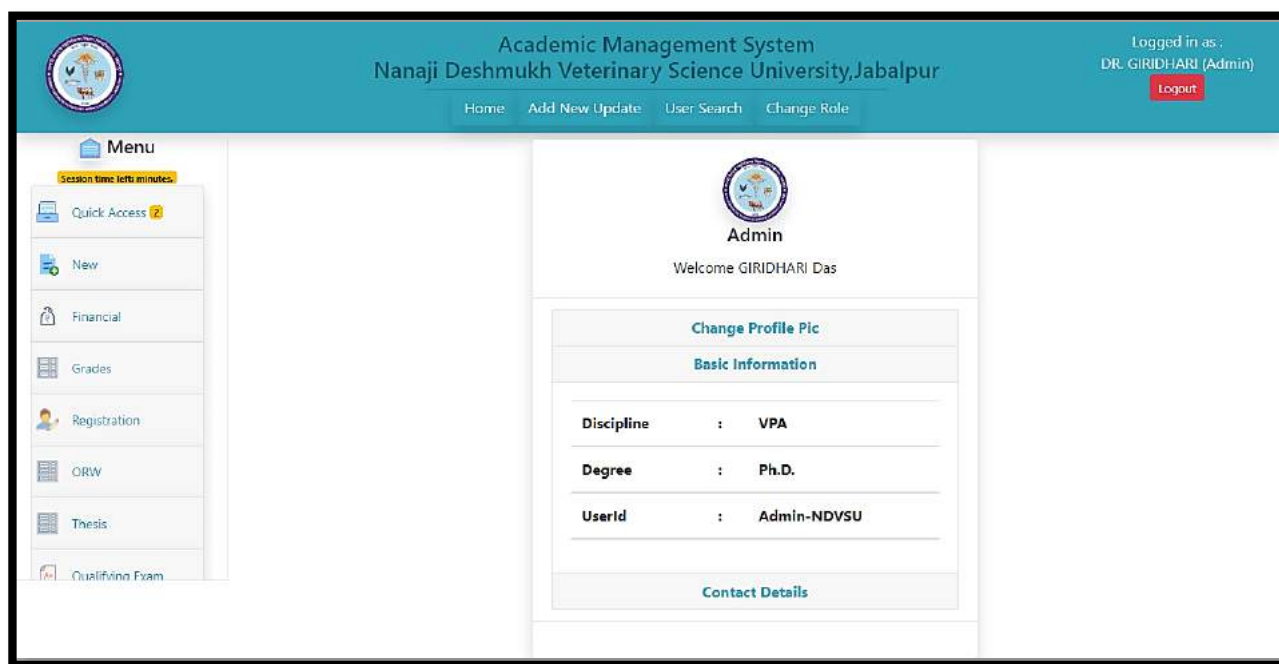 Academic Management System
Nanaji Deshmukh Veterinary Science University,Jabalpur
Home Add New Update User Search Change Role
Logged in as :
DR. GIRIDHARI (Admin)
Logout
Menu
Session time left: minutes.
Quick Access 2
New
Financial
Grades
Registration
ORW
Thesis
Qualifying Exam
Admin
Welcome GIRIDHARI Das
Change Profile Pic
Basic Information
Discipline : VPA
Degree : Ph.D.
UserId : Admin-NDVSU
Contact Details